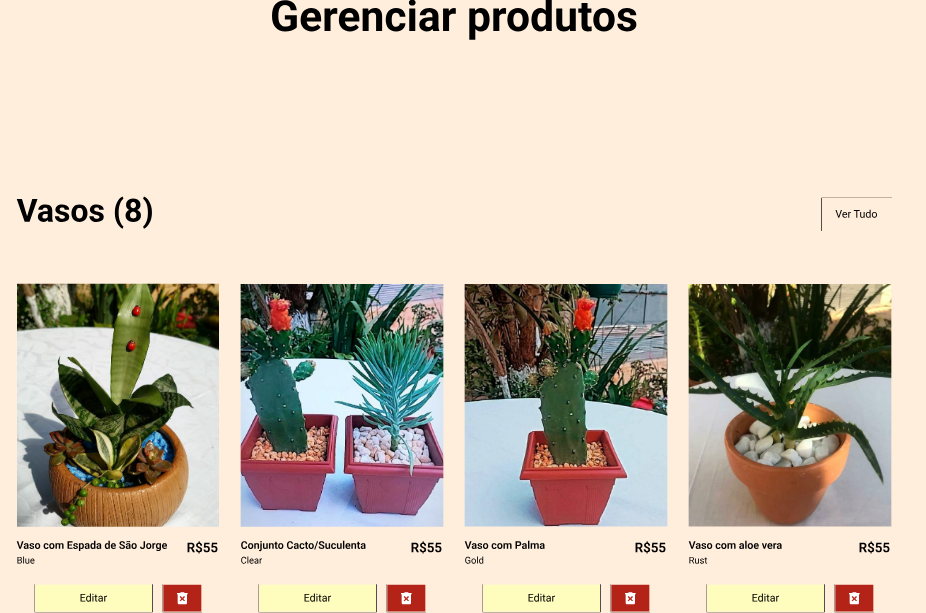 Gerenciar produtos
Vasos (8)
Ver Tudo
Vaso com Espada de São Jorge
R$55
Blue
Conjunto Cacto/Suculenta
R$55
Clear
Vaso com Palma
R$55
Gold
Vaso com aloe vera
R$55
Rust
Editar
Editar
Editar
Editar